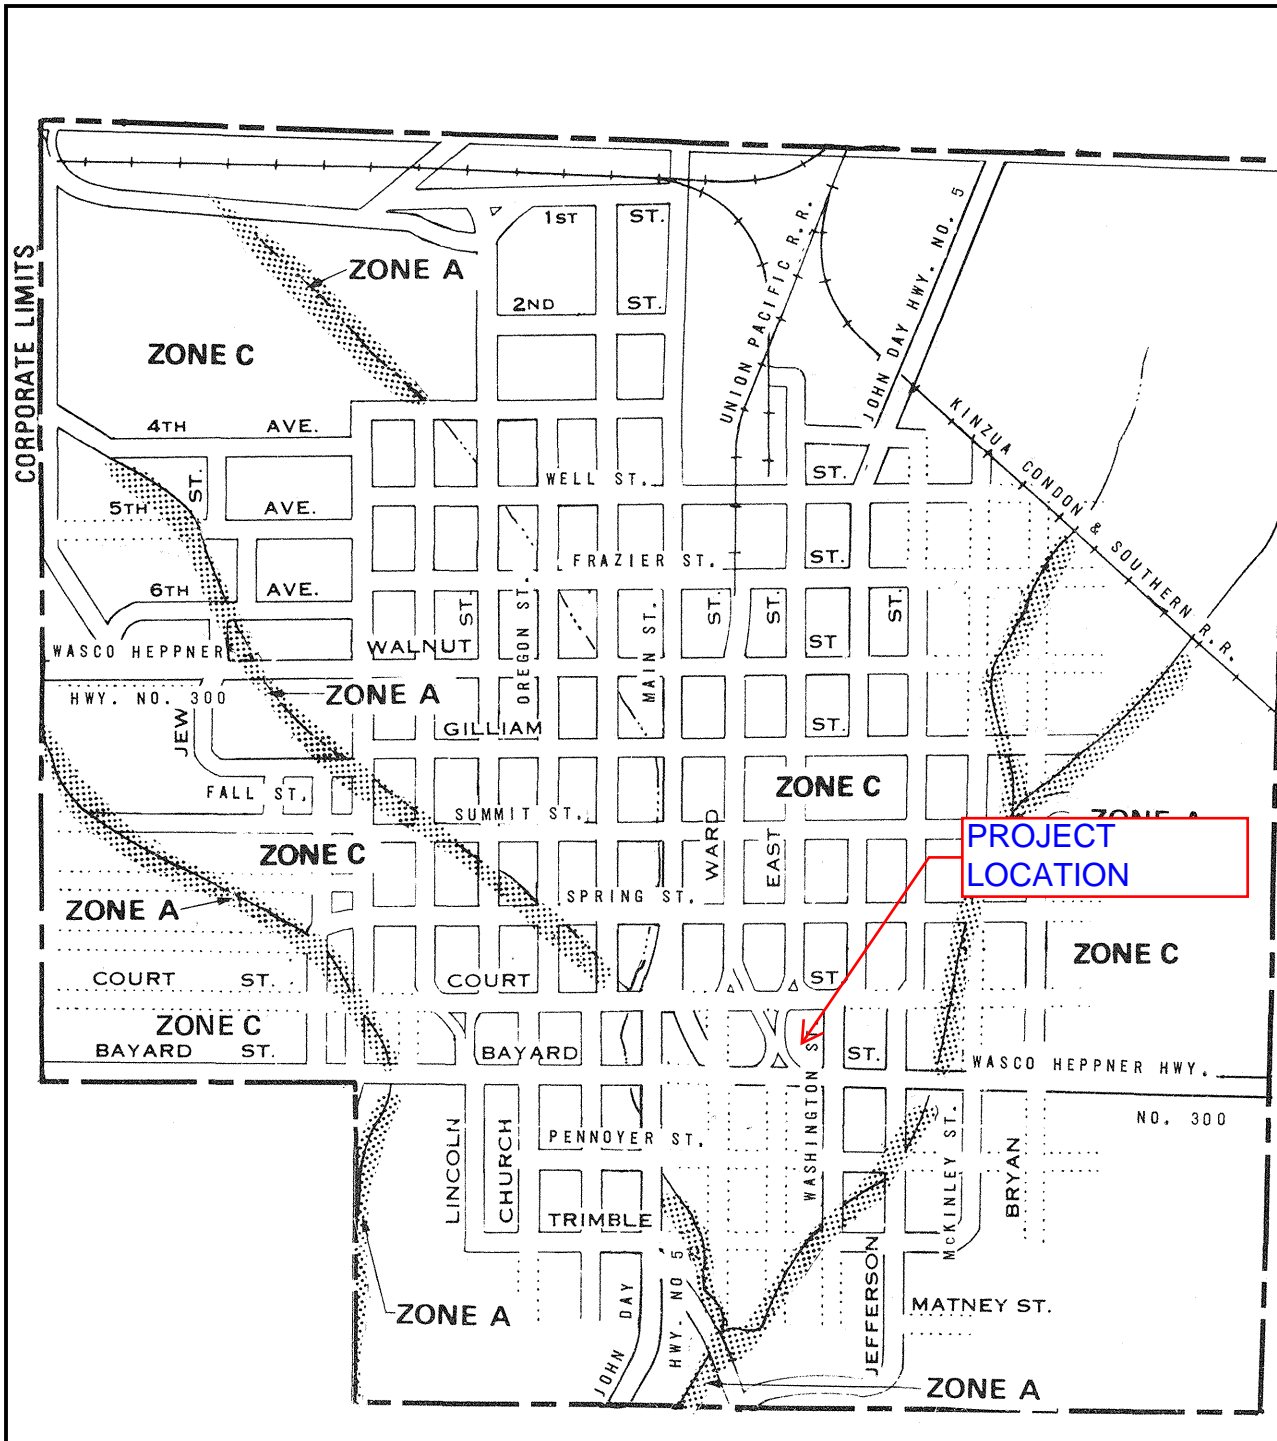 CORPORATE LIMITS
1ST ST.
2ND ST.
ZONE A
ZONE C
UNION PACIFIC R.R.
JOHN DAY HWY. NO. 5
KINZUA CONDON & SOUTHERN R.R.
4TH AVE.
WELL ST.
ST.
5TH AVE.
ST.
FRAZIER ST.
ST.
6TH AVE.
ST.
OREGON ST.
MAIN ST.
ST.
ST.
ST.
WALNUT
ST
WASCO HEPPNER
HWY. NO. 300
ZONE A
JEW
GILLIAM
ST.
FALL ST.
ZONE C
SUMMIT ST.
WARD
EAST
PROJECT
LOCATION
ZONE C
SPRING ST.
ZONE A
ZONE C
COURT ST.
COURT
ST.
ZONE C
BAYARD ST.
BAYARD
ST.
WASCO HEPPNER HWY.
NO. 300
WASHINGTON
LINCOLN
CHURCH
PENNOYER ST.
McKINLEY ST.
BRYAN
TRIMBLE
JEFFERSON
MATNEY ST.
ZONE A
JOHN DAY
HWY. NO 5
ZONE A